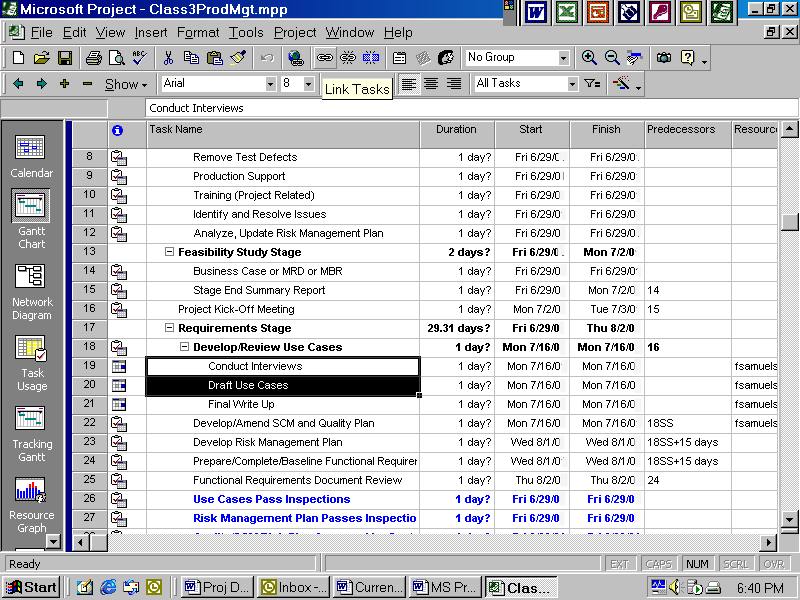 Microsoft Project - Class3ProdMgt.mpp
File Edit View Insert Format Tools Project Window Help
No Group
Show Arial 8 All Tasks
Link Tasks
Conduct Interviews
Task Name Duration Start Finish Predecessors Resourc
8 Remove Test Defects 1 day? Fri 6/29/0 Fri 6/29/0
9 Production Support 1 day? Fri 6/29/0 Fri 6/29/0
10 Training (Project Related) 1 day? Fri 6/29/0 Fri 6/29/0
11 Identify and Resolve Issues 1 day? Fri 6/29/0 Fri 6/29/0
12 Analyze, Update Risk Management Plan 1 day? Fri 6/29/0 Fri 6/29/0
13 Feasibility Study Stage 2 days? Fri 6/29/0 Mon 7/2/0
14 Business Case or MRD or MBR 1 day? Fri 6/29/0 Fri 6/29/0
15 Stage End Summary Report 1 day? Fri 6/29/0 Mon 7/2/0 14
16 Project Kick-Off Meeting 1 day? Mon 7/2/0 Tue 7/3/0 15
17 Requirements Stage 29.31 days? Fri 6/29/0 Thu 8/2/0
18 Develop/Review Use Cases 1 day? Mon 7/16/0 Mon 7/16/0 16
19 Conduct Interviews 1 day? Mon 7/16/0 Mon 7/16/0 fsamuels
20 Draft Use Cases 1 day? Mon 7/16/0 Mon 7/16/0 fsamuels
21 Final Write Up 1 day? Mon 7/16/0 Mon 7/16/0 fsamuels
22 Develop/Amend SCM and Quality Plan 1 day? Mon 7/16/0 Mon 7/16/0 18SS fsamuels
23 Develop Risk Management Plan 1 day? Wed 8/1/0 Wed 8/1/0 18SS+15 days
24 Prepare/Complete/Baseline Functional Requirer 1 day? Wed 8/1/0 Wed 8/1/0 18SS+15 days
25 Functional Requirements Document Review 1 day? Thu 8/2/0 Thu 8/2/0 24
26 Use Cases Pass Inspections 1 day? Fri 6/29/0 Fri 6/29/0
27 Risk Management Plan Passes Inspectio 1 day? Fri 6/29/0 Fri 6/29/0
Calendar
Gantt
Chart
Network
Diagram
Task
Usage
Tracking
Gantt
Resource
Graph
Ready EXT CAPS NUM SCRL OVR
Start Proj D... Inbox -... Curren... MS Pr... Clas... 6:40 PM